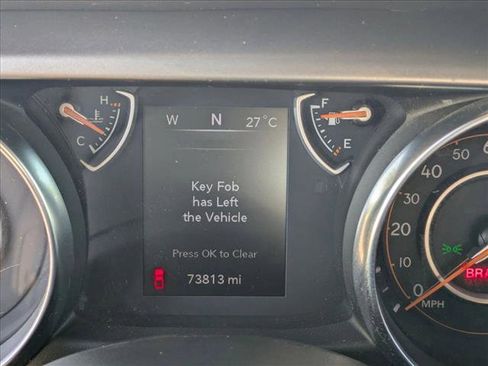 H
C
W N 27°C
F
E
Key Fob
has Left
the Vehicle
Press OK to Clear
73813 mi
50
40
30
20
10
0
MPH